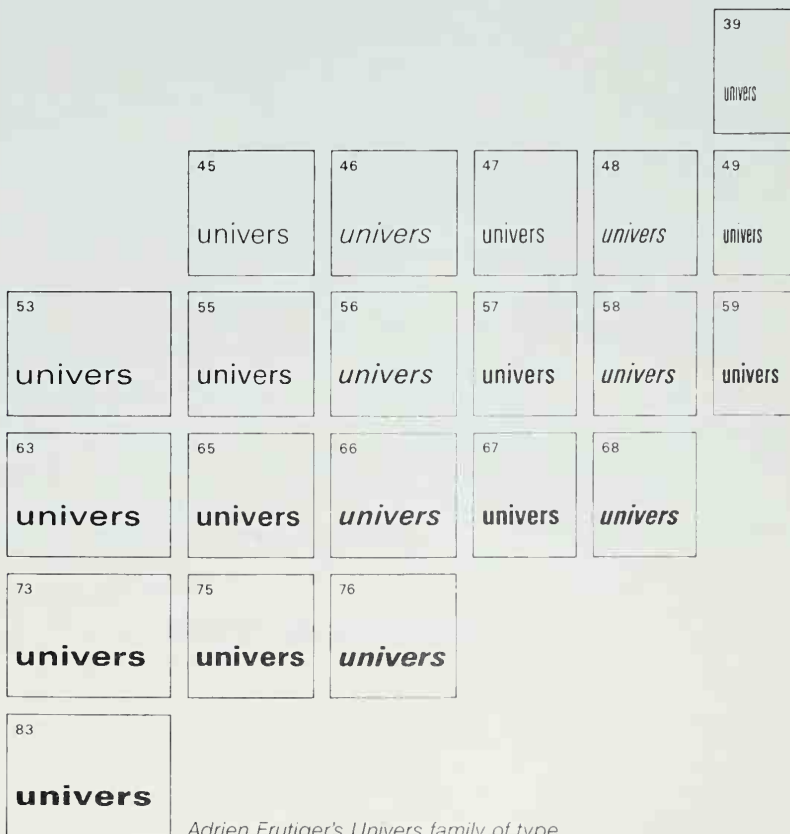 39
univers
45 46 47 48 49
univers univers univers univers univers
53 55 56 57 58 59
univers univers univers univers univers univers
63 65 66 67 68
univers univers univers univers univers
73 75 76
univers univers univers
83
univers
Adrien Frutiger's Univers family of type